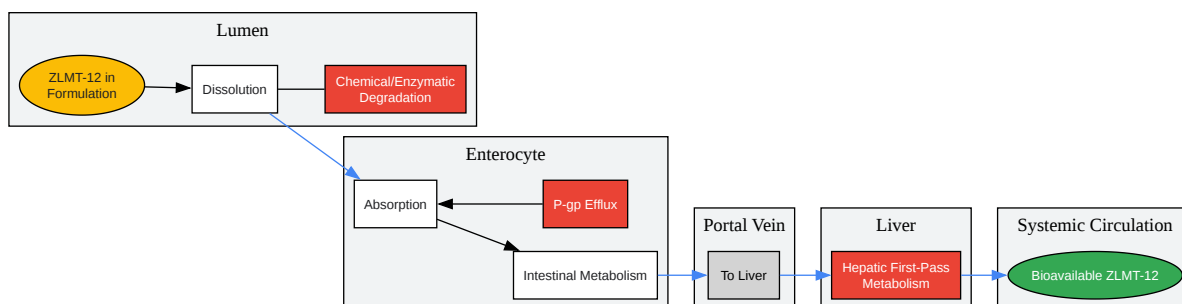 Lumen
ZLMT-12 in
Formulation
Dissolution
Chemical/Enzymatic
Degradation
Enterocyte
Absorption
P-gp Efflux
Intestinal Metabolism
Portal Vein
To Liver
Liver
Hepatic First-Pass
Metabolism
Systemic Circulation
Bioavailable ZLMT-12